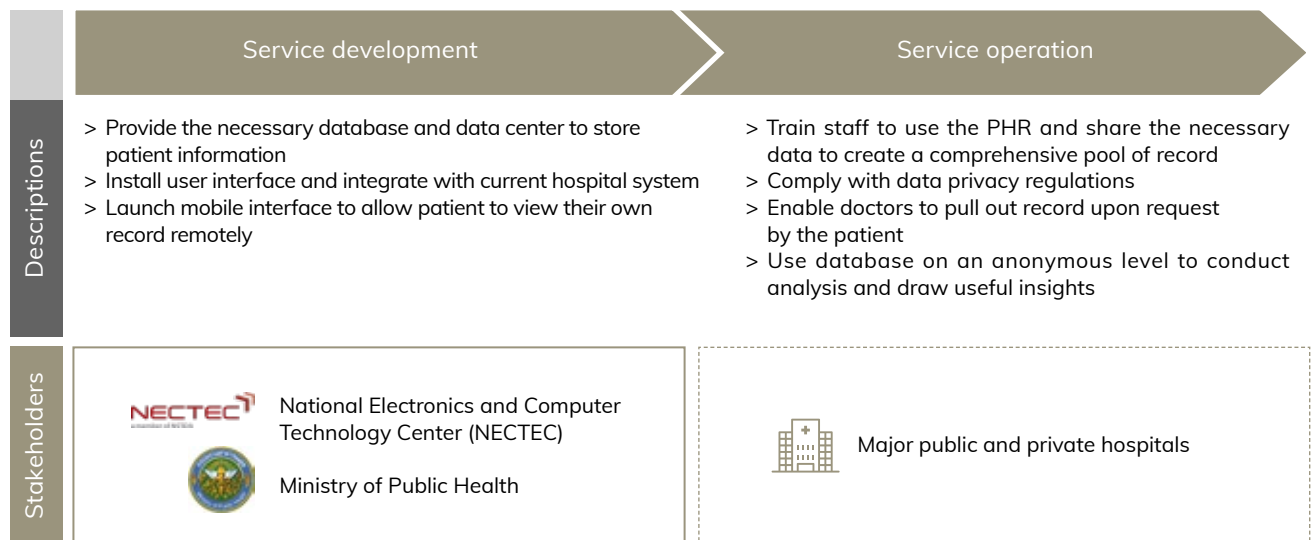 Service development
Service operation
Descriptions
> Provide the necessary database and data center to store
patient information
> Install user interface and integrate with current hospital system
> Launch mobile interface to allow patient to view their own
record remotely
> Train staff to use the PHR and share the necessary
data to create a comprehensive pool of record
> Comply with data privacy regulations
> Enable doctors to pull out record upon request
by the patient
> Use database on an anonymous level to conduct
analysis and draw useful insights
Stakeholders
NECTEC
a member of NSTDA
National Electronics and Computer
Technology Center (NECTEC)
Ministry of Public Health
Major public and private hospitals